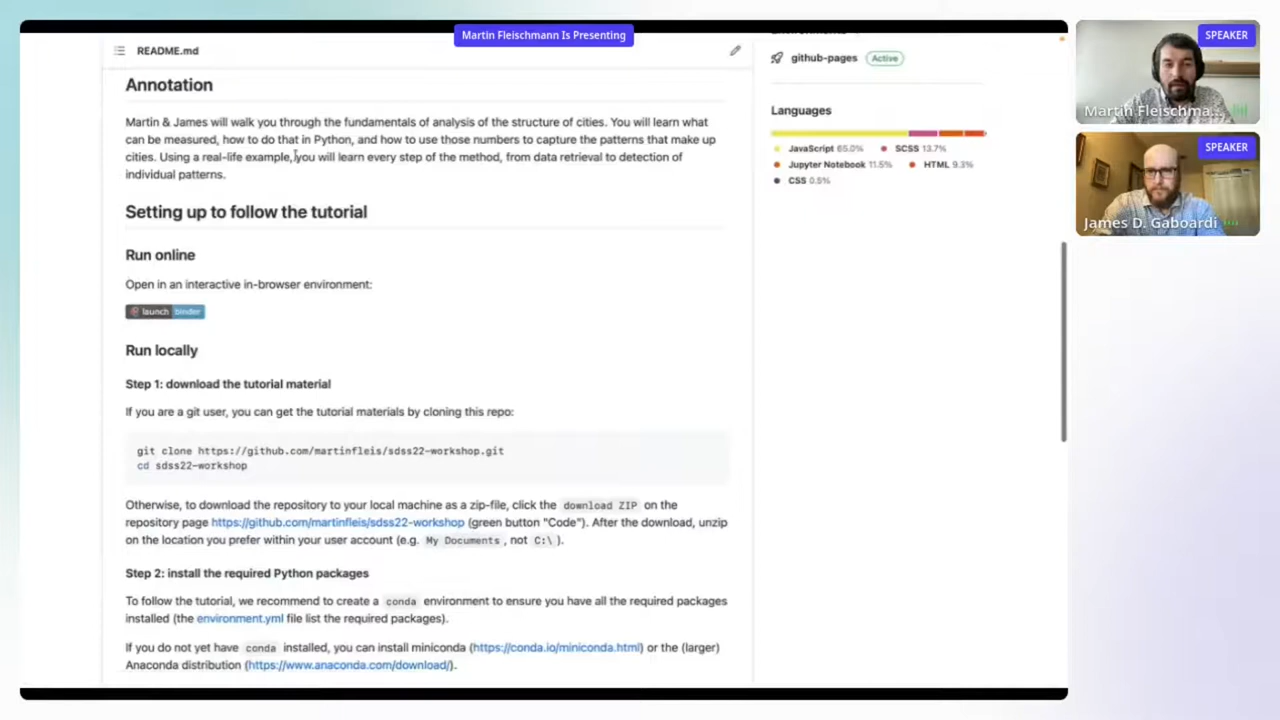 Martin Fleischmann Is Presenting
README.md
Annotation
Martin & James will walk you through the fundamentals of analysis of the structure of cities. You will learn what
can be measured, how to do that in Python, and how to use those numbers to capture the patterns that make up
cities. Using a real-life example, you will learn every step of the method, from data retrieval to detection of
individual patterns.
Setting up to follow the tutorial
Run online
Open in an interactive in-browser environment:
launch binder
Run locally
Step 1: download the tutorial material
If you are a git user, you can get the tutorial materials by cloning this repo:
git clone https://github.com/martinfleis/sdss22-workshop.git
cd sdss22-workshop
Otherwise, to download the repository to your local machine as a zip-file, click the download ZIP on the
repository page https://github.com/martinfleis/sdss22-workshop (green button "Code"). After the download, unzip
on the location you prefer within your user account (e.g. My Documents, not C:\).
Step 2: install the required Python packages
To follow the tutorial, we recommend to create a conda environment to ensure you have all the required packages
installed (the environment.yml file list the required packages).
If you do not yet have conda installed, you can install miniconda (https://conda.io/miniconda.html) or the (larger)
Anaconda distribution (https://www.anaconda.com/download/).
github-pages Active
Languages
JavaScript 65.0% SCSS 13.7%
Jupyter Notebook 11.5% HTML 9.3%
CSS 0.5%
SPEAKER
Martin Fleischma...
SPEAKER
James D. Gaboardi